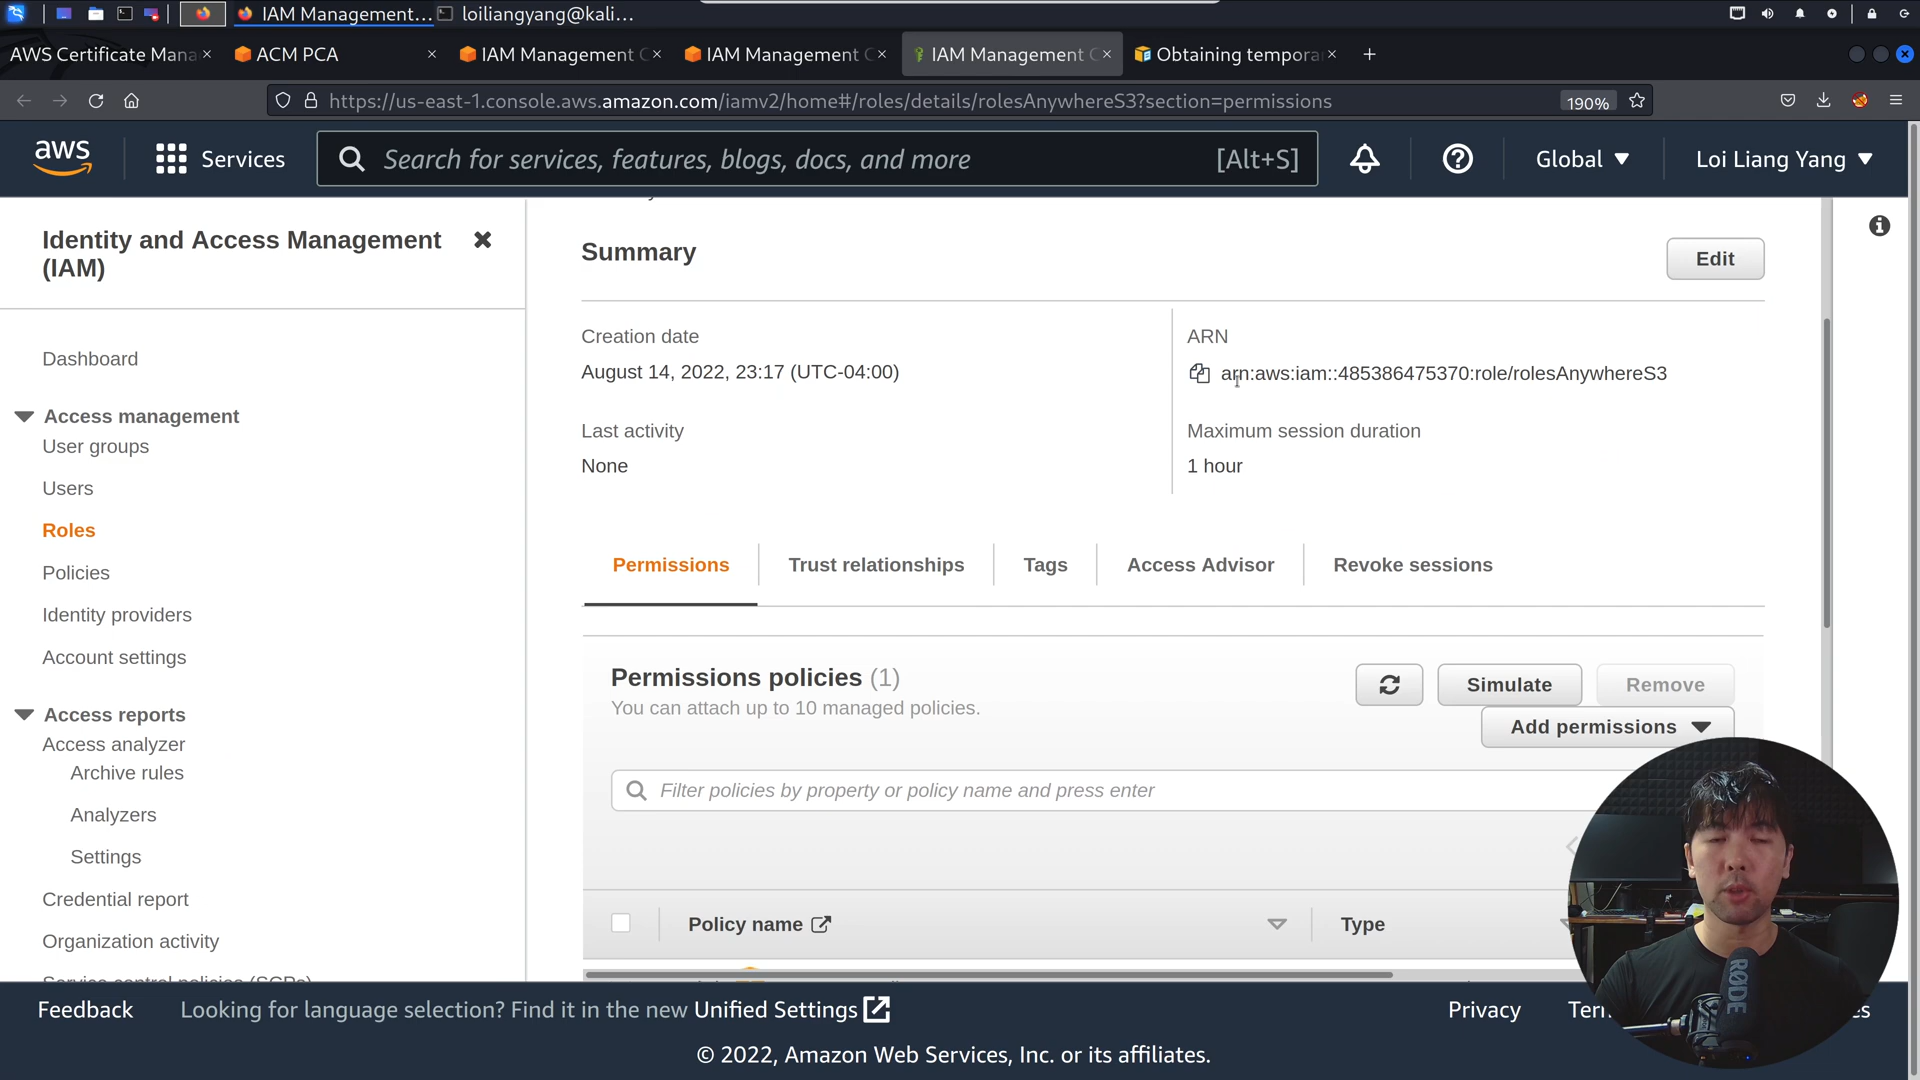 IAM Management...
loiliangyang@kali...
AWS Certificate Mana
ACM PCA
IAM Management C
IAM Management C
IAM Management C
Obtaining tempora
https://us-east-1.console.aws.amazon.com/iamv2/home#/roles/details/rolesAnywhereS3?section=permissions
190%
aws
Services
Search for services, features, blogs, docs, and more
[Alt+S]
Global
Loi Liang Yang
Identity and Access Management (IAM)
Dashboard
Access management
User groups
Users
Roles
Policies
Identity providers
Account settings
Access reports
Access analyzer
Archive rules
Analyzers
Settings
Credential report
Organization activity
Service control policies (SCPs)
Summary
Edit
Creation date
August 14, 2022, 23:17 (UTC-04:00)
ARN
arn:aws:iam::485386475370:role/rolesAnywhereS3
Last activity
None
Maximum session duration
1 hour
Permissions
Trust relationships
Tags
Access Advisor
Revoke sessions
Permissions policies (1)
You can attach up to 10 managed policies.
Simulate
Remove
Add permissions
Filter policies by property or policy name and press enter
Policy name
Type
RØDE
Feedback
Looking for language selection? Find it in the new Unified Settings
Privacy
© 2022, Amazon Web Services, Inc. or its affiliates.